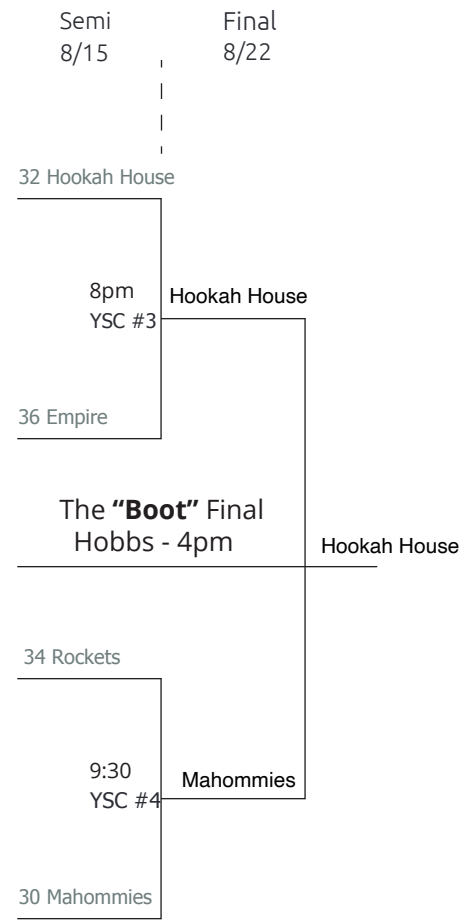 Semi
8/15
Final
8/22
32 Hookah House
8pm
YSC #3
Hookah House
36 Empire
The “Boot” Final
Hobbs - 4pm
Hookah House
34 Rockets
9:30
YSC #4
Mahommies
30 Mahommies